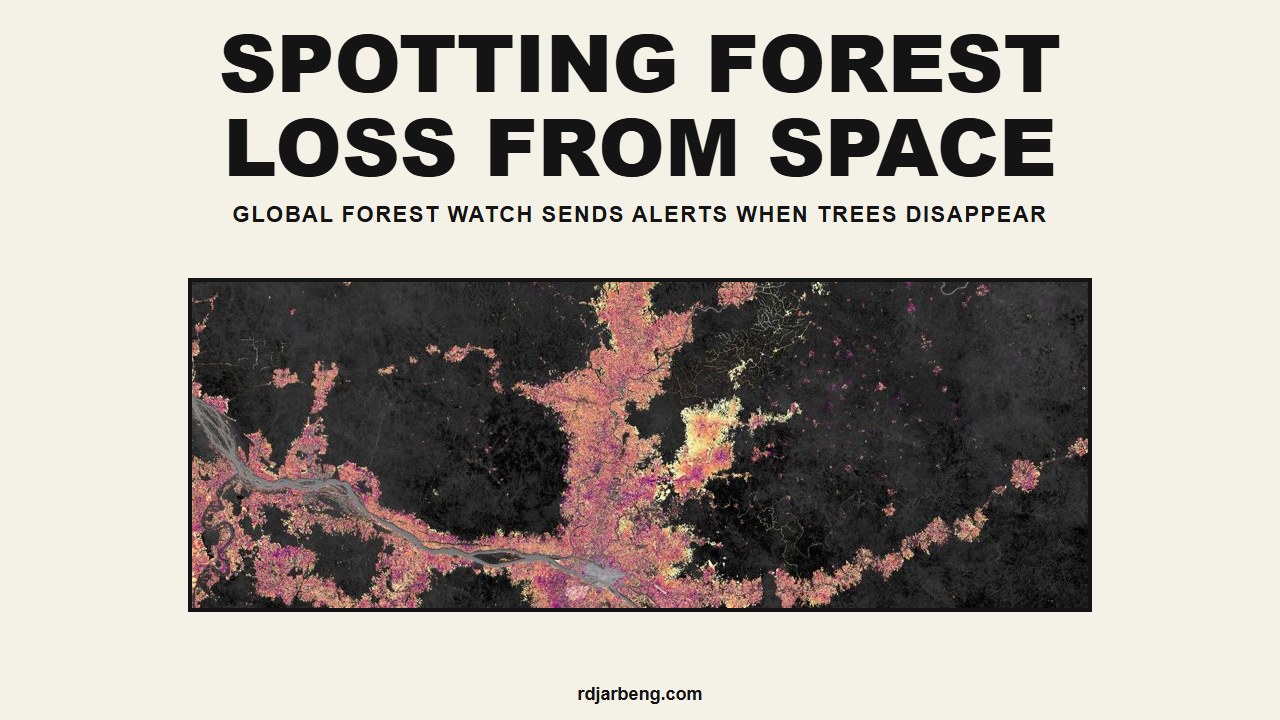 SPOTTING FOREST
LOSS FROM SPACE
GLOBAL FOREST WATCH SENDS ALERTS WHEN TREES DISAPPEAR
rdjarbeng.com